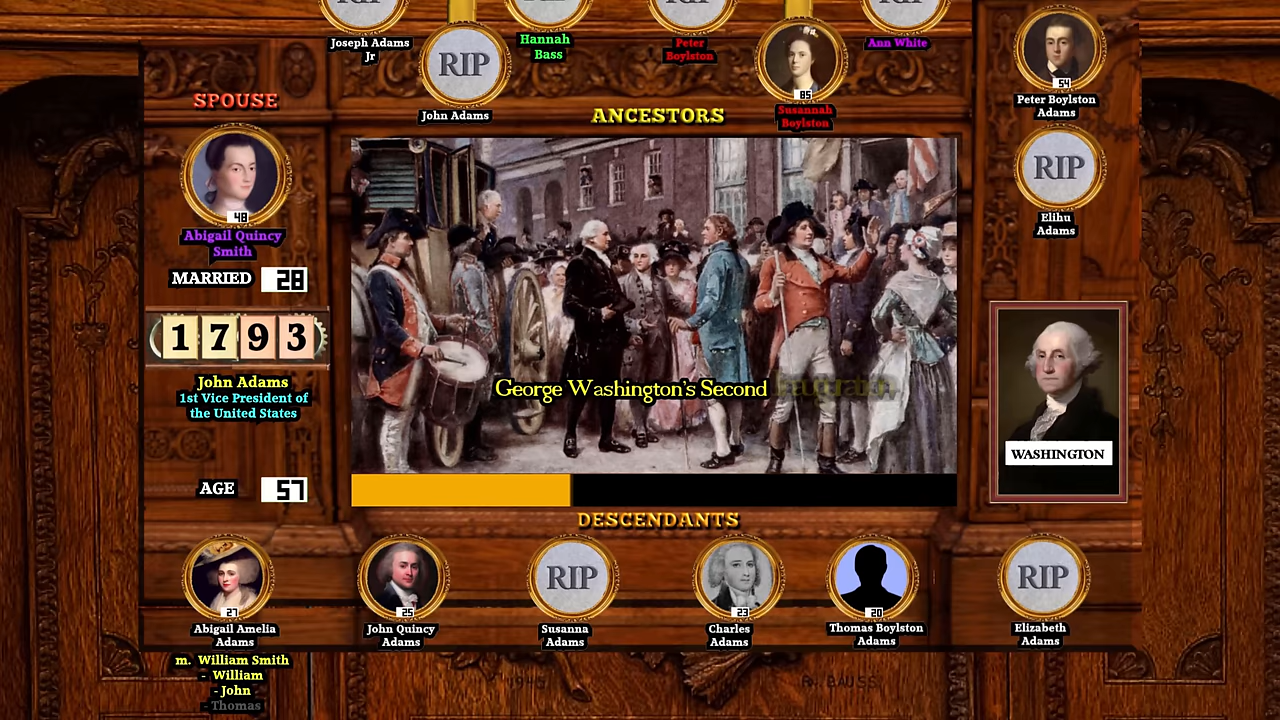 Joseph Adams
Jr
RIP
John Adams
Hannah
Bass
Peter
Boylston
85
Susannah
Boylston
Ann White
54
Peter Boylston
Adams
RIP
Elihu
Adams
SPOUSE
ANCESTORS
48
Abigail Quincy
Smith
MARRIED 28
1793
John Adams
1st Vice President of
the United States
AGE 57
George Washington's Second
WASHINGTON
DESCENDANTS
27
Abigail Amelia
Adams
m. William Smith
- William
- John
- Thomas
25
John Quincy
Adams
RIP
Susanna
Adams
23
Charles
Adams
20
Thomas Boylston
Adams
RIP
Elizabeth
Adams